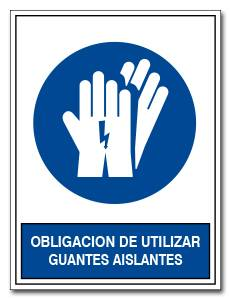 OBLIGACION DE UTILIZAR
GUANTES AISLANTES